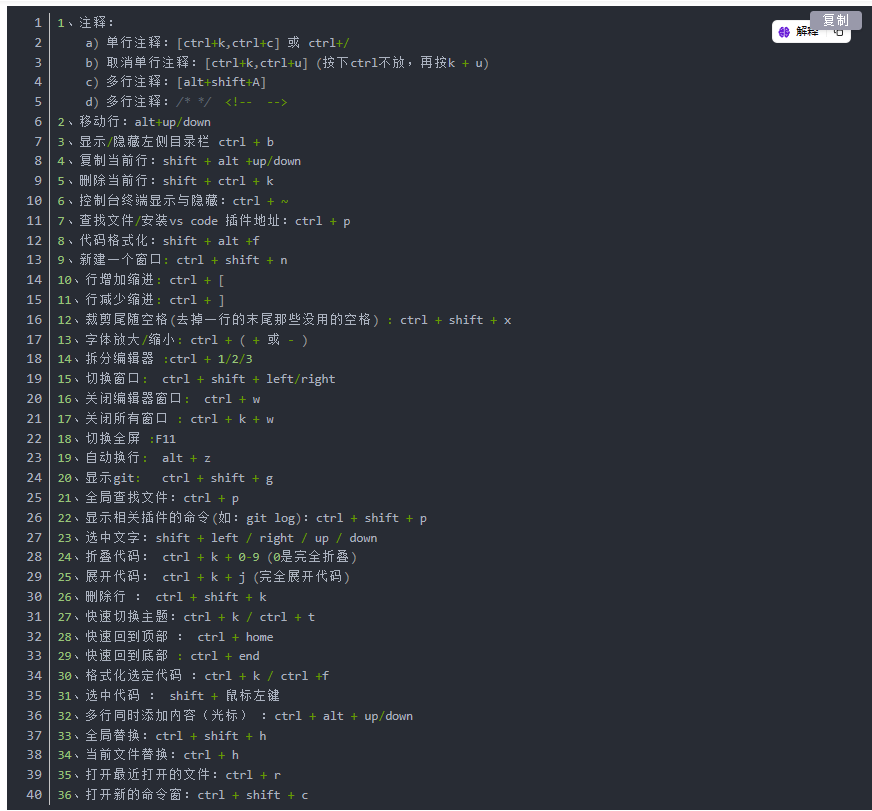 复制
解释
1 1、注释:
2 a) 单行注释: [ctrl+k,ctrl+c] 或 ctrl+/
3 b) 取消单行注释: [ctrl+k,ctrl+u] (按下ctrl不放，再按k + u)
4 c) 多行注释: [alt+shift+A]
5 d) 多行注释: /* */ <!-- -->
6 2、移动行: alt+up/down
7 3、显示/隐藏左侧目录栏 ctrl + b
8 4、复制当前行: shift + alt +up/down
9 5、删除当前行: shift + ctrl + k
10 6、控制台终端显示与隐藏: ctrl + ~
11 7、查找文件/安装vs code 插件地址: ctrl + p
12 8、代码格式化: shift + alt +f
13 9、新建一个窗口: ctrl + shift + n
14 10、行增加缩进: ctrl + [
15 11、行减少缩进: ctrl + ]
16 12、裁剪尾随空格(去掉一行的末尾那些没用的空格) : ctrl + shift + x
17 13、字体放大/缩小: ctrl + ( + 或 - )
18 14、拆分编辑器 :ctrl + 1/2/3
19 15、切换窗口: ctrl + shift + left/right
20 16、关闭编辑器窗口: ctrl + w
21 17、关闭所有窗口 : ctrl + k + w
22 18、切换全屏 :F11
23 19、自动换行: alt + z
24 20、显示git: ctrl + shift + g
25 21、全局查找文件: ctrl + p
26 22、显示相关插件的命令(如: git log): ctrl + shift + p
27 23、选中文字: shift + left / right / up / down
28 24、折叠代码: ctrl + k + 0-9 (0是完全折叠)
29 25、展开代码: ctrl + k + j (完全展开代码)
30 26、删除行 : ctrl + shift + k
31 27、快速切换主题: ctrl + k / ctrl + t
32 28、快速回到顶部 : ctrl + home
33 29、快速回到底部 : ctrl + end
34 30、格式化选定代码 : ctrl + k / ctrl +f
35 31、选中代码 : shift + 鼠标左键
36 32、多行同时添加内容（光标） : ctrl + alt + up/down
37 33、全局替换: ctrl + shift + h
38 34、当前文件替换: ctrl + h
39 35、打开最近打开的文件: ctrl + r
40 36、打开新的命令窗: ctrl + shift + c